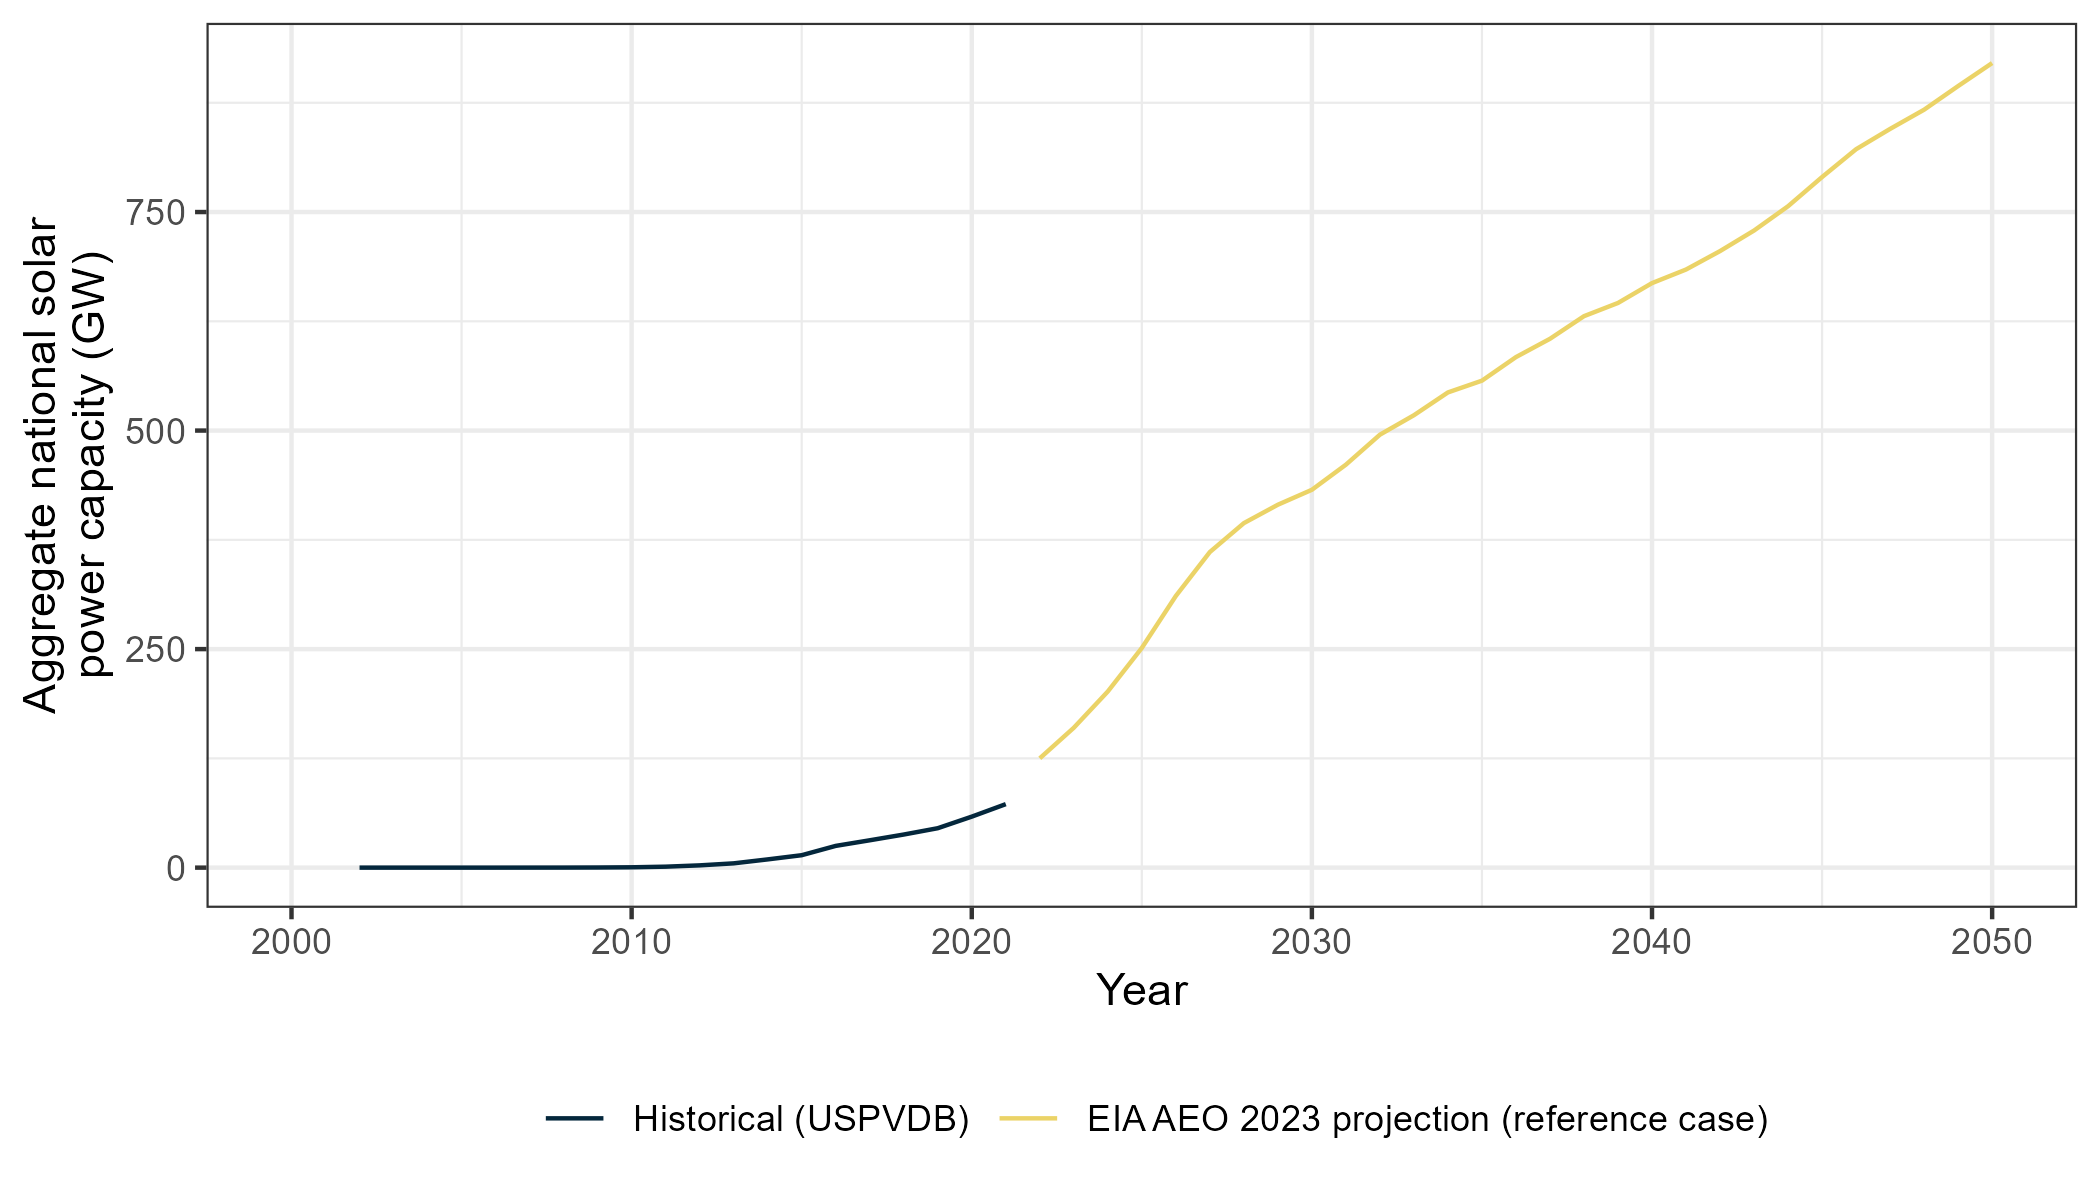 Aggregate national solar
power capacity (GW)
750
500
250
0
2000 2010 2020 2030 2040 2050
Year
Historical (USPVDB) EIA AEO 2023 projection (reference case)